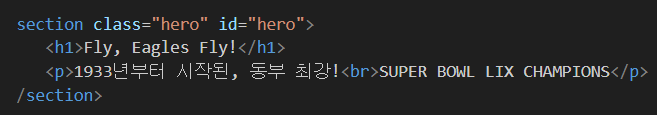 section class="hero" id="hero">
<h1>Fly, Eagles Fly!</h1>
<p>1933년부터 시작된, 동부 최강!<br>SUPER BOWL LIX CHAMPIONS</p>
/section>